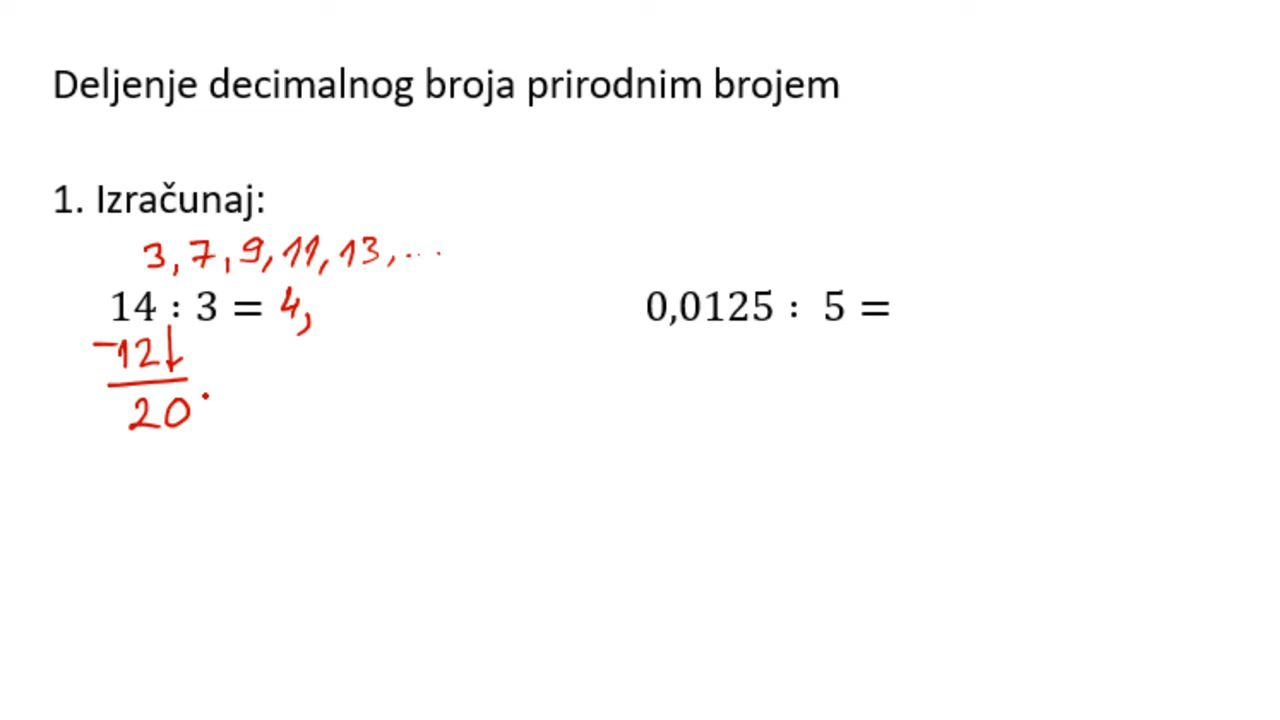 Deljenje decimalnog broja prirodnim brojem
1. Izračunaj:
3, 7, 9, 11, 13, ...
14 : 3 = 4,
0,0125 : 5 =
-12
20